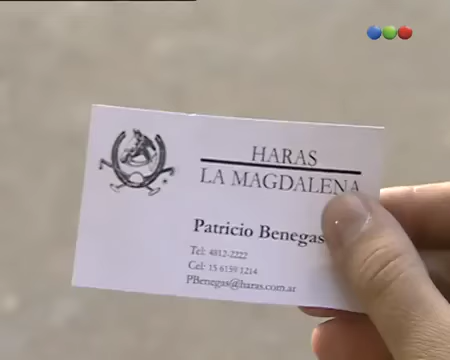 HARAS
LA MAGDALENA
Patricio Benegas
Tel: 4812-2222
Cel: 15 6159 1214
PBenegas@haras.com.ar